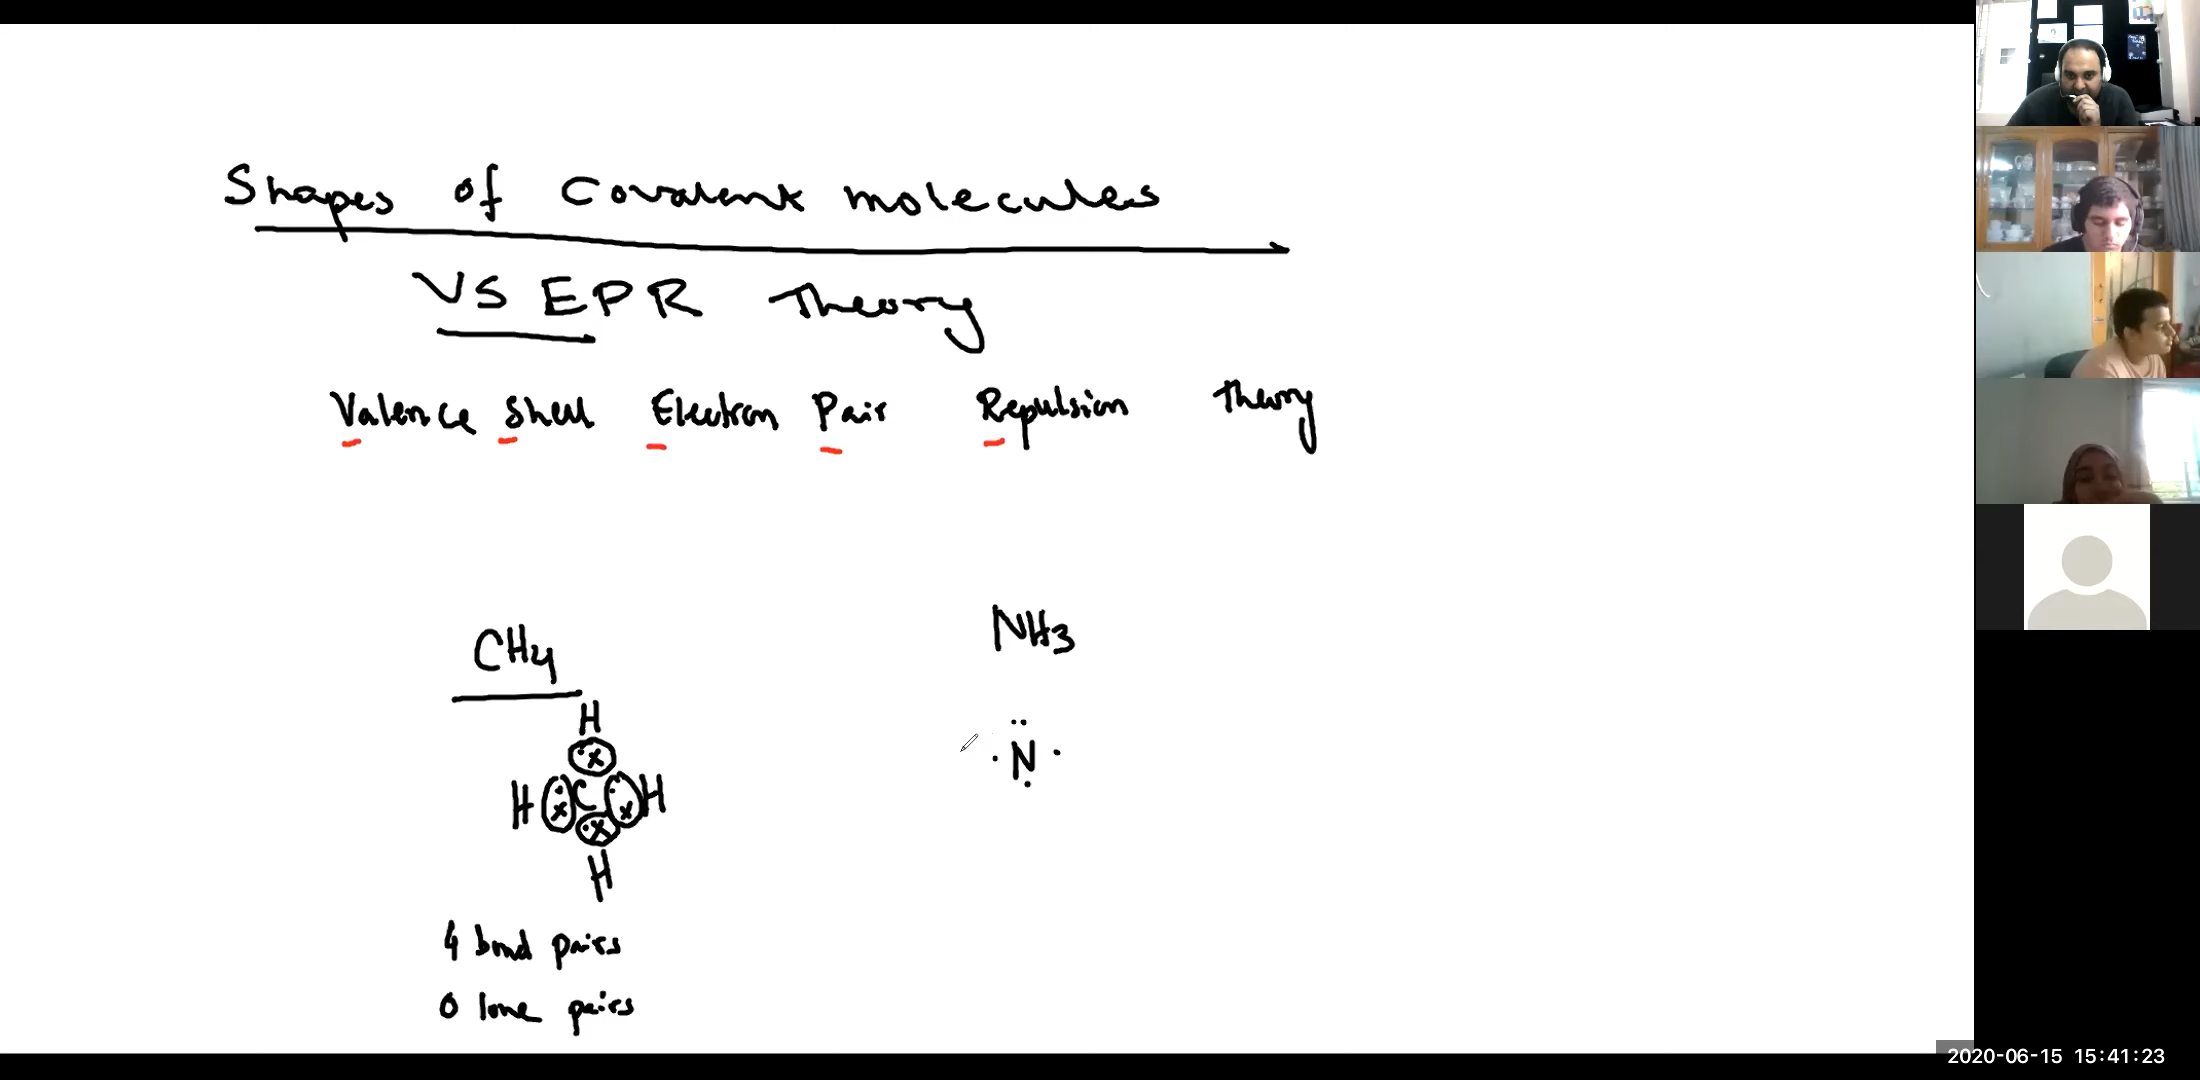 Shapes of Covalent molecules
VSEPR Theory
Valence Shell Electron Pair Repulsion Theory
CH4
NH3
H
H C H
H
N
4 bond pairs
0 lone pairs
2020-06-15 15:41:23